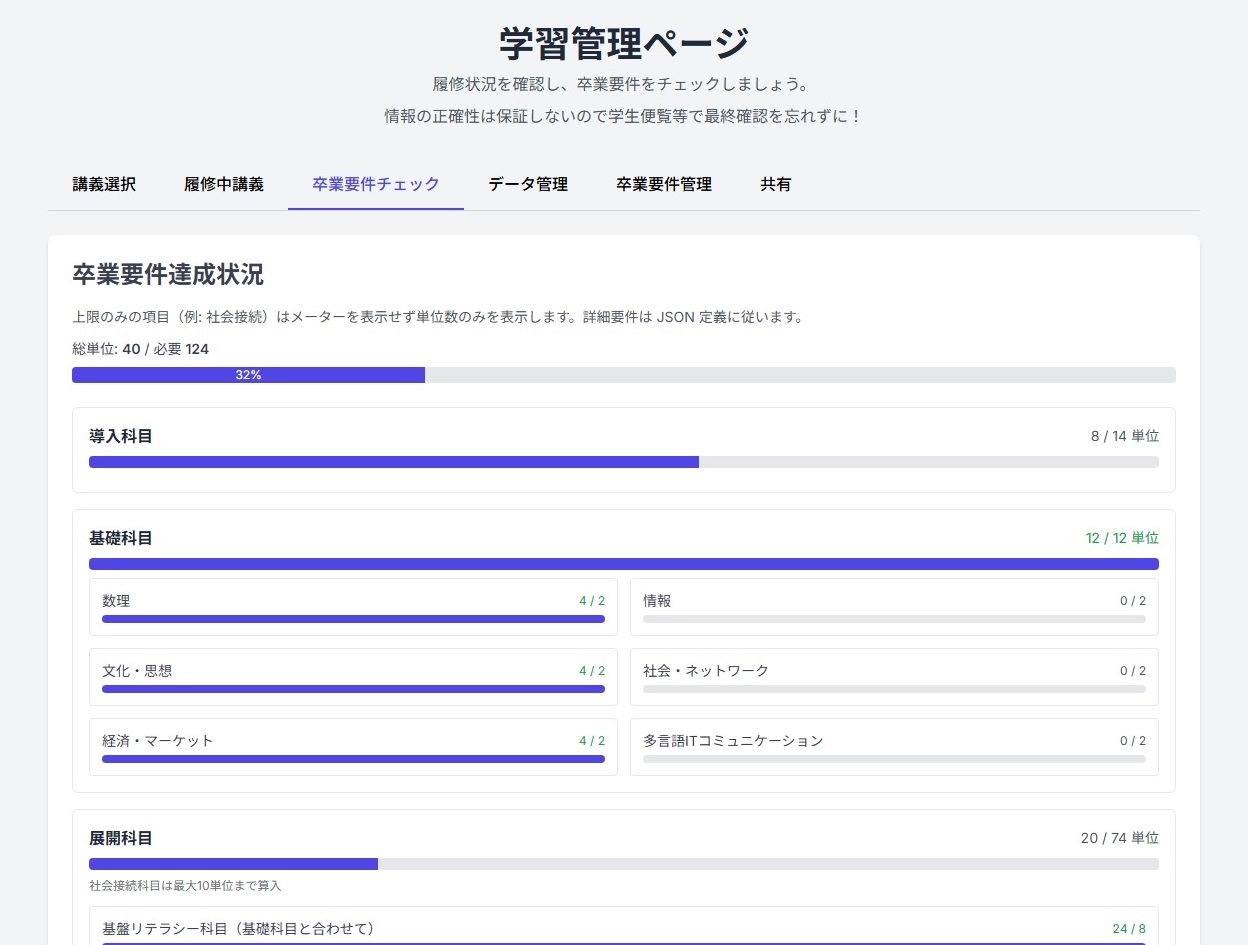 学習管理ページ
履修状況を確認し、卒業要件をチェックしましょう。
情報の正確性は保証しないので学生便覧等で最終確認を忘れずに！
講義選択 履修中講義 卒業要件チェック データ管理 卒業要件管理 共有
卒業要件達成状況
上限のみの項目（例: 社会接続）はメーターを表示せず単位数のみを表示します。詳細要件は JSON 定義に従います。
総単位: 40 / 必要 124
32%
導入科目 8 / 14 単位
基礎科目 12 / 12 単位
数理 4 / 2 情報 0 / 2
文化・思想 4 / 2 社会・ネットワーク 0 / 2
経済・マーケット 4 / 2 多言語ITコミュニケーション 0 / 2
展開科目 20 / 74 単位
社会接続科目は最大10単位まで算入
基盤リテラシー科目（基礎科目と合わせて） 24 / 8